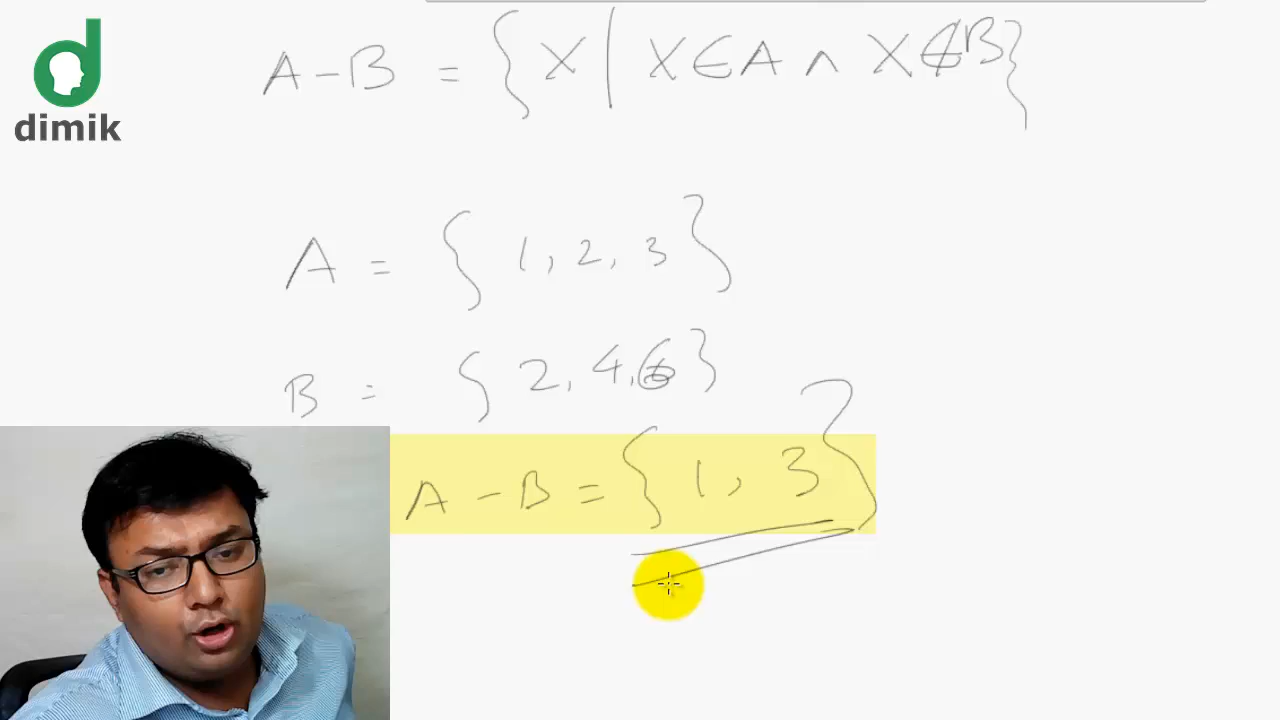 dimik
A - B = { X | X ∈ A ∧ X ∉ B }
A = { 1, 2, 3 }
B = { 2, 4, 6 }
A - B = { 1, 3 }